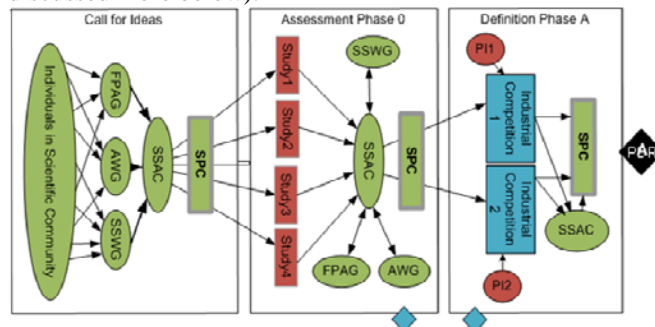 Call for Ideas
Individuals in Scientific Community
FPAG
AWG
SSWG
SSAC
SPC
Assessment Phase 0
Study1
Study2
Study3
Study4
SSWG
SSAC
FPAG
AWG
SPC
Definition Phase A
PI1
Industrial
Competition
1
Industrial
Competition
2
PI2
SPC
SSAC